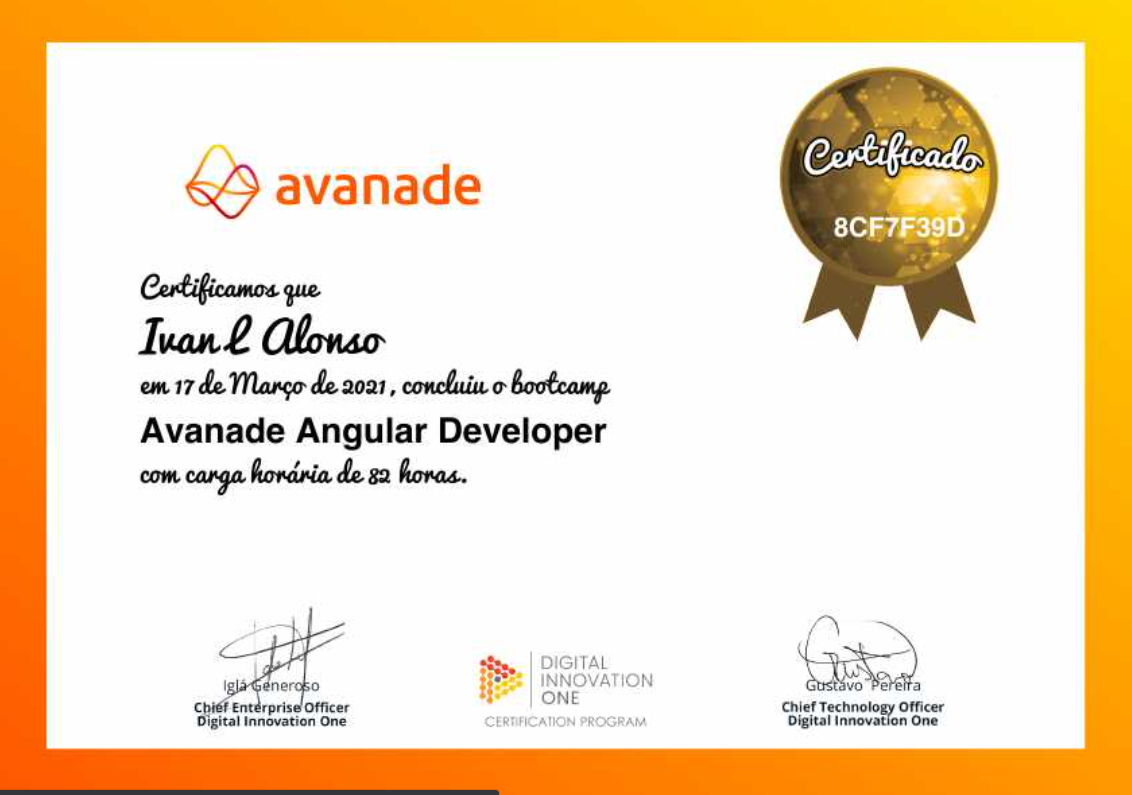 avanade
Certificado
8CF7F39D
Certificamos que
Ivan L Alonso
em 17 de Março de 2021, concluiu o bootcamp
Avanade Angular Developer
com carga horária de 82 horas.
Iglá Generoso
Chief Enterprise Officer
Digital Innovation One
DIGITAL
INNOVATION
ONE
CERTIFICATION PROGRAM
Gustavo Pereira
Chief Technology Officer
Digital Innovation One